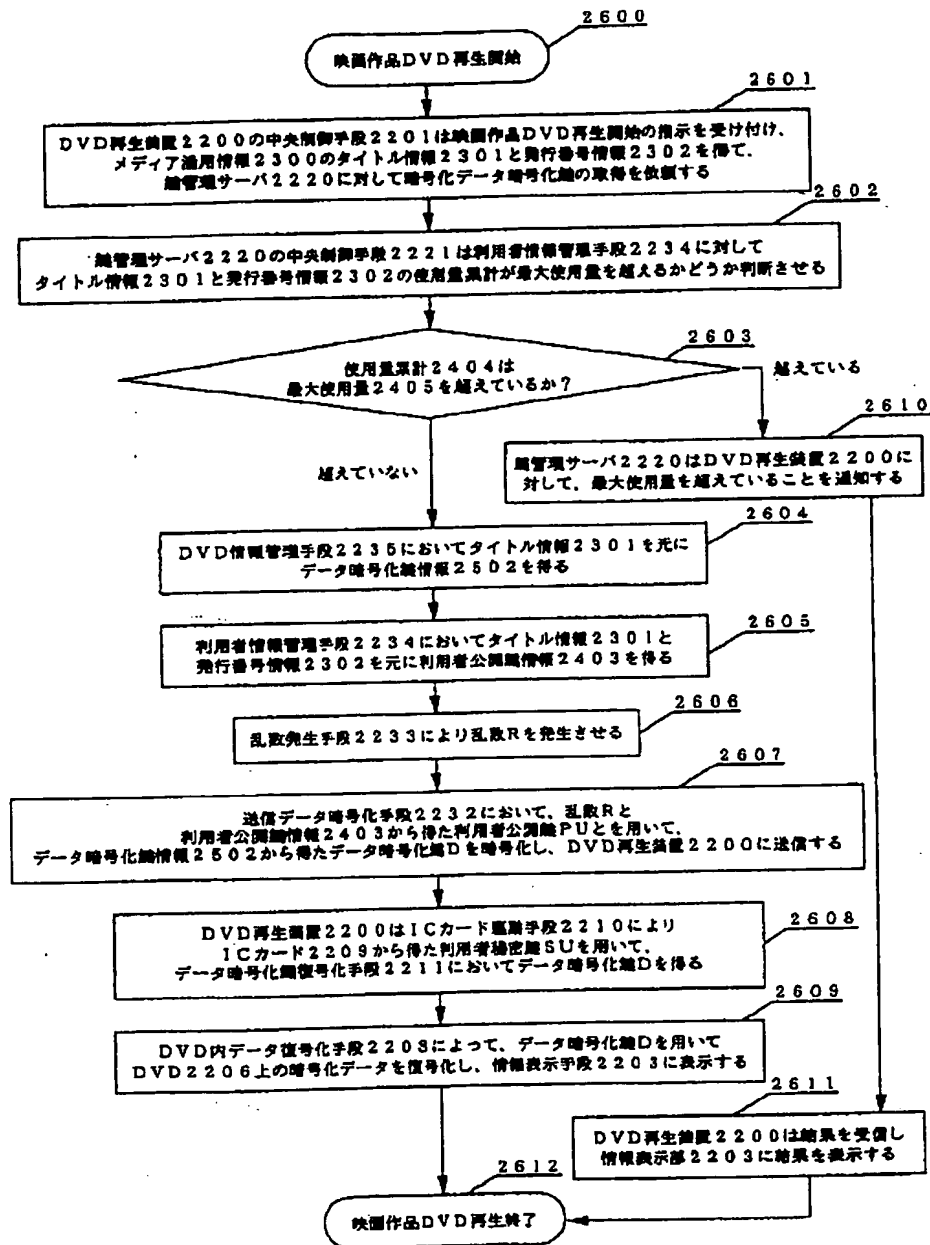 2600
映画作品DVD再生開始
2601
DVD再生装置2200の中央制御手段2201は映画作品DVD再生開始の指示を受け付け、
メディア運用情報2300のタイトル情報2301と発行番号情報2302を得て、
鍵管理サーバ2220に対して暗号化データ暗号化鍵の取得を依頼する
2602
鍵管理サーバ2220の中央制御手段2221は利用者情報管理手段2234に対して
タイトル情報2301と発行番号情報2302の使用量累計が最大使用量を越えるかどうか判断させる
2603
使用量累計2404は
最大使用量2405を越えているか?
越えている
2610
鍵管理サーバ2220はDVD再生装置2200に
対して、最大使用量を越えていることを通知する
越えていない
2604
DVD情報管理手段2235においてタイトル情報2301を元に
データ暗号化鍵情報2502を得る
2605
利用者情報管理手段2234においてタイトル情報2301と
発行番号情報2302を元に利用者公開鍵情報2403を得る
2606
乱数発生手段2233により乱数Rを発生させる
2607
送信データ暗号化手段2232において、乱数Rと
利用者公開鍵情報2403から得た利用者公開鍵PUとを用いて、
データ暗号化鍵情報2502から得たデータ暗号化鍵Dを暗号化し、DVD再生装置2200に送信する
2608
DVD再生装置2200はICカード駆動手段2210により
ICカード2209から得た利用者秘密鍵SUを用いて、
データ暗号化鍵復号化手段2211においてデータ暗号化鍵Dを得る
2609
DVD内データ復号化手段2208によって、データ暗号化鍵Dを用いて
DVD2206上の暗号化データを復号化し、情報表示手段2203に表示する
2611
DVD再生装置2200は結果を受信し
情報表示部2203に結果を表示する
2612
映画作品DVD再生終了